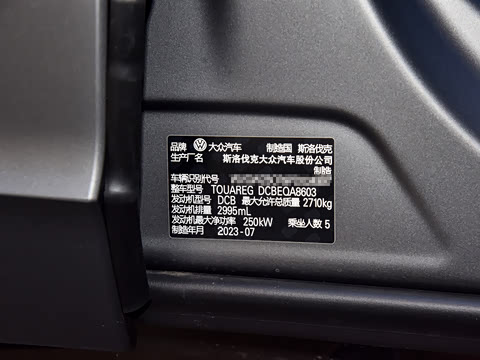 品牌 大众汽车 制造国 斯洛伐克
生产厂名 斯洛伐克大众汽车股份公司
制造
车辆识别代号
整车型号 TOUAREG DCBEQA8603
发动机型号 DCB 最大允许总质量 2710kg
发动机排量 2995mL
发动机最大净功率 250kW 乘坐人数 5
制造年月 2023-07